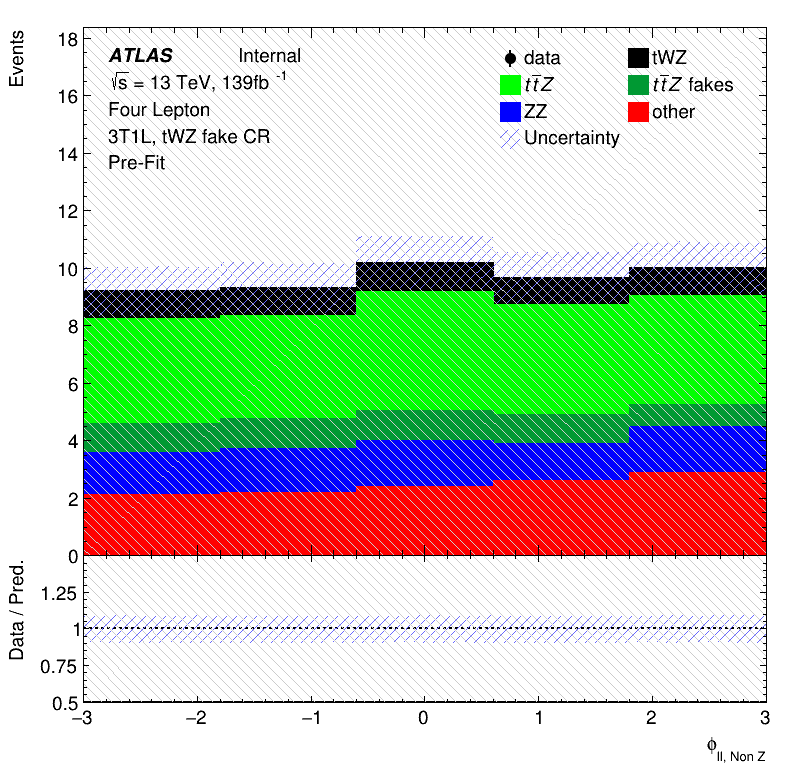 Events
18
16
14
12
10
8
6
4
2
0
ATLAS Internal
√s = 13 TeV, 139fb⁻¹
Four Lepton
3T1L, tWZ fake CR
Pre-Fit
data
tWZ
tt̄Z
tt̄Z fakes
ZZ
other
Uncertainty
Data / Pred.
1.25
1
0.75
0.5
−3 −2 −1 0 1 2 3
ϕ ll, Non Z